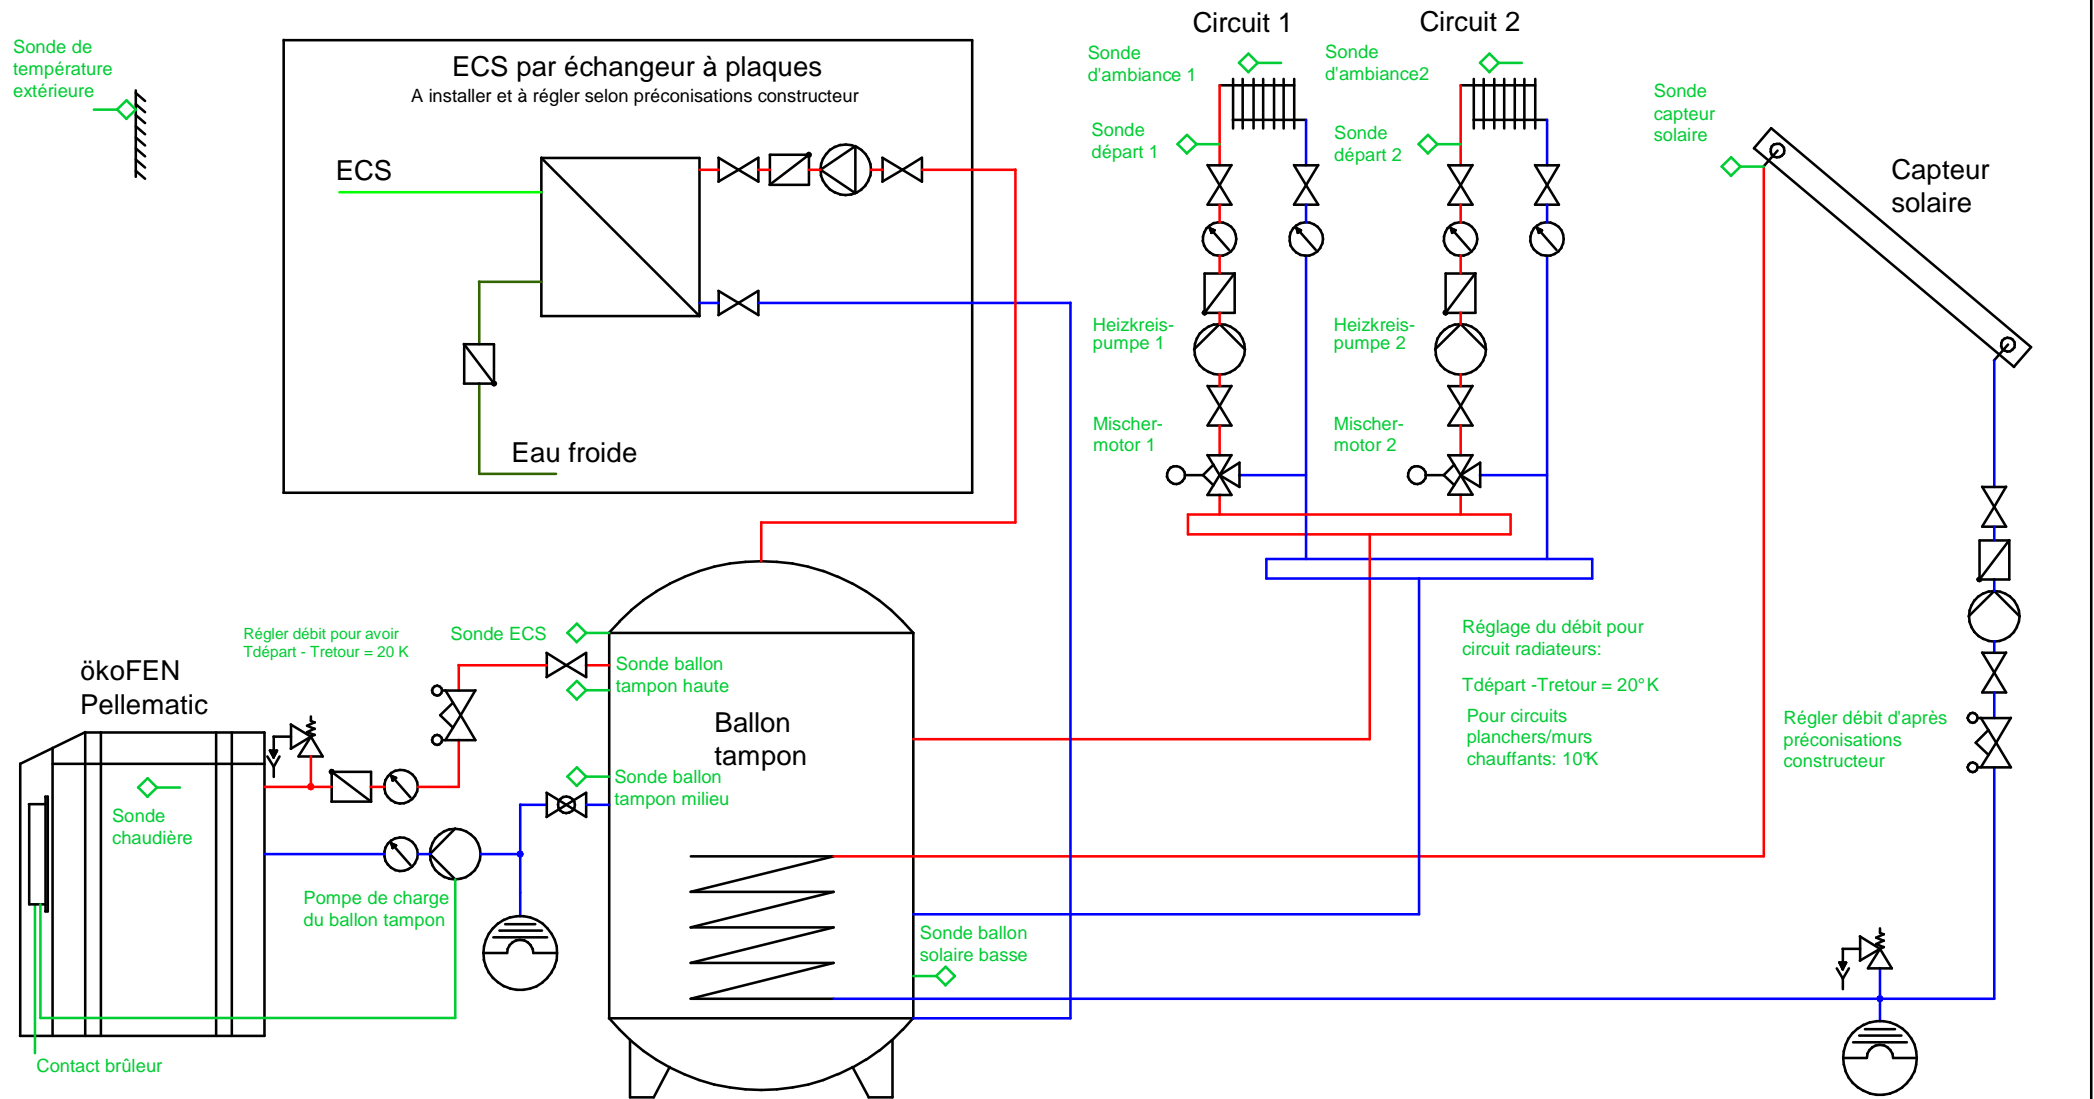 Circuit 1
Circuit 2
Sonde de
température
extérieure
ECS par échangeur à plaques
A installer et à régler selon préconisations constructeur
ECS
Eau froide
Sonde
d'ambiance 1
Sonde
d'ambiance2
Sonde
départ 1
Sonde
départ 2
Heizkreis-
pumpe 1
Heizkreis-
pumpe 2
Mischer-
motor 1
Mischer-
motor 2
Sonde
capteur
solaire
Capteur
solaire
Régler débit pour avoir
Tdépart - Tretour = 20 K
Sonde ECS
Sonde ballon
tampon haute
ökoFEN
Pellematic
Ballon
tampon
Sonde ballon
tampon milieu
Sonde
chaudière
Pompe de charge
du ballon tampon
Contact brûleur
Sonde ballon
solaire basse
Réglage du débit pour
circuit radiateurs:
Tdépart -Tretour = 20°K
Pour circuits
planchers/murs
chauffants: 10°K
Régler débit d'après
préconisations
constructeur